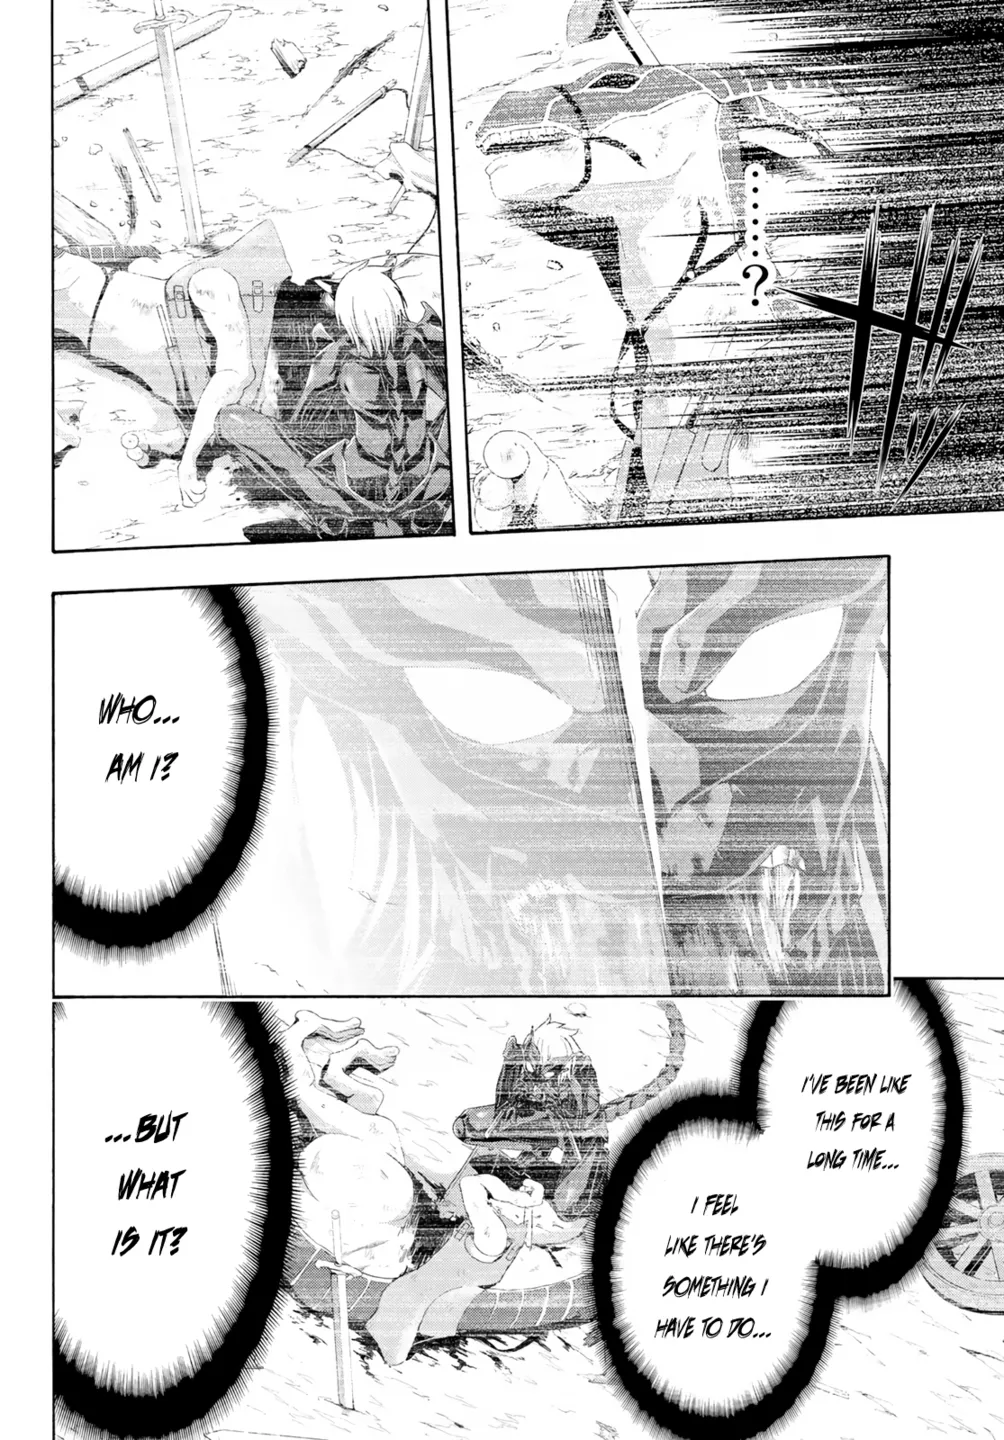 ......?
WHO...
AM I?
I'VE BEEN LIKE
THIS FOR A
LONG TIME...
I FEEL
LIKE THERE'S
SOMETHING I
HAVE TO DO...
...BUT
WHAT
IS IT?